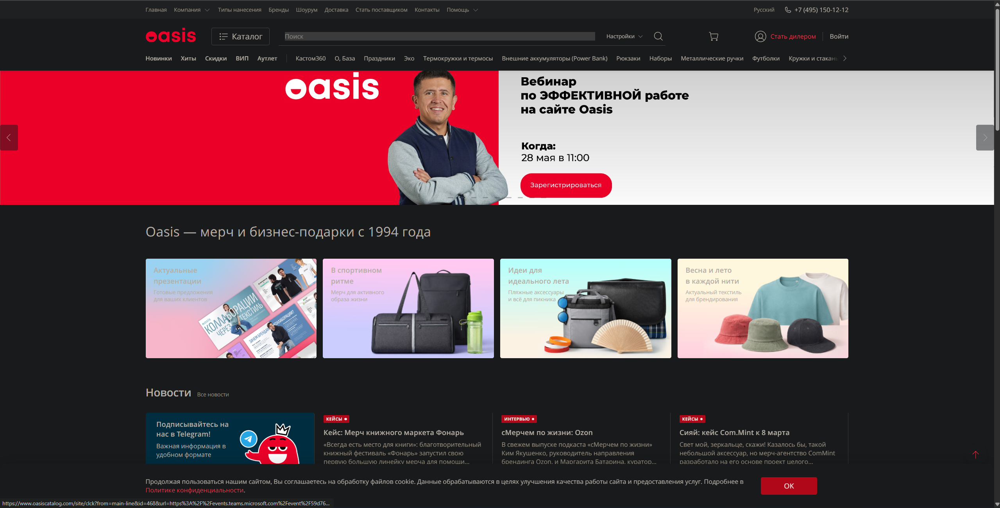 Главная Компания Типы нанесения Бренды Шоурум Доставка Стать поставщиком Контакты Помощь Русский +7 (495) 150-12-12
oasis Каталог Поиск Настройки Стать дилером Войти
Новинки Хиты Скидки ВИП Аутлет Кастом360 О, База Праздники Эко Термокружки и термосы Внешние аккумуляторы (Power Bank) Рюкзаки Наборы Металлические ручки Футболки Кружки и
oasis
Вебинар
по ЭФФЕКТИВНОЙ работе
на сайте Oasis
Когда:
28 мая в 11:00
Зарегистрироваться
Oasis — мерч и бизнес-подарки с 1994 года
Актуальные
презентации
Готовые предложения
для ваших клиентов
oasis
КОЛЛАБОРАЦИИ
ЧЕРЕЗ ТЕКСТИЛЬ
В спортивном
ритме
Мерч для активного
образа жизни
Идеи для
идеального лета
Пляжные аксессуары
и всё для пикника
Весна и лето
в каждой нити
Актуальный текстиль
для брендирования
Новости Все новости
Подписывайтесь на
нас в Telegram!
Важная информация в
удобном формате
КЕЙСЫ
Кейс: Мерч книжного маркета Фонарь
«Всегда есть место для книги»: благотворительный
книжный фестиваль «Фонарь» запустил свою
первую большую линейку мерча для помощи...
ИНТЕРВЬЮ
сМерчем по жизни: Ozon
В свежем выпуске подкаста «сМерчем по жизни»
Ким Якушенко, руководитель направления
брендинга Ozon, и Маргарита Батарина, куратор...
КЕЙСЫ
Сияй: кейс Com.Mint к 8 марта
Свет мой, зеркальце, скажи! Казалось бы, такой
небольшой аксессуар, но мерч-агентство ComMint
разработало на его основе проект целого...
Продолжая пользоваться нашим сайтом, Вы соглашаетесь на обработку файлов cookie. Данные обрабатываются в целях улучшения качества работы сайта и предоставления услуг. Подробнее в
Политике конфиденциальности.
OK
https://www.oasiscatalog.com/site/clck?from=main-line&id=468&url=https%3A%2F%2Fevents.teams.microsoft.com%2Fevent%2F59d76...